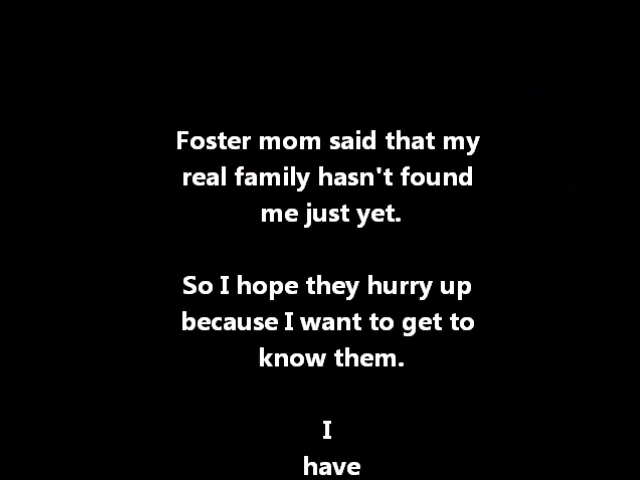 Foster mom said that my
real family hasn't found
me just yet.
So I hope they hurry up
because I want to get to
know them.
I
have